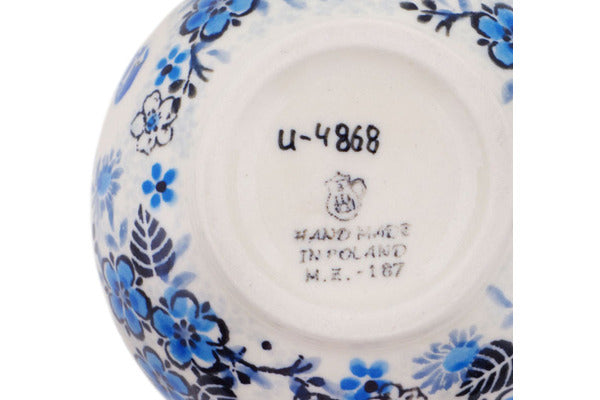 u-4868
HAND MADE
IN POLAND
M.Z.-187